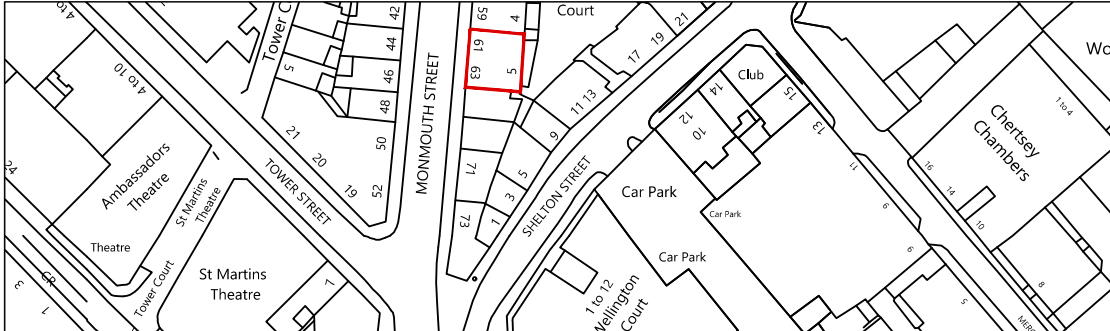 Tower C
42
44
46
48
50
52
5
59
4
61
63
5
71
73
Court
21
19
17
11 13
9
5
3
1
MONMOUTH STREET
TOWER STREET
SHELTON STREET
4 to 10
4 to
24
21
20
19
Ambassadors
Theatre
St Martins
Theatre
Theatre
Tower Court
St Martins
Theatre
1
CR
3
1
Club
14
12
10
15
13
11
9
9
5
Car Park
Car Park
Car Park
1 to 12
Wellington
Court
Chertsey
Chambers
1 to 4
16
14
10
8
MERC
Wo